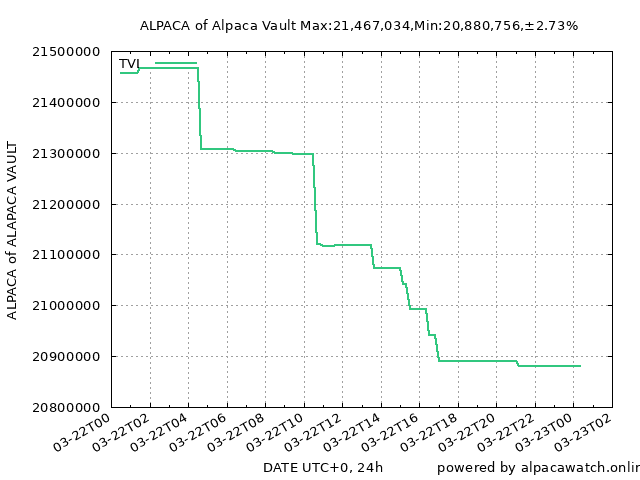 ALPACA of Alpaca Vault Max:21,467,034,Min:20,880,756,±2.73%
TVL
21500000
21400000
21300000
21200000
21100000
21000000
20900000
20800000
ALPACA of ALAPACA VAULT
03-22T00
03-22T02
03-22T04
03-22T06
03-22T08
03-22T10
03-22T12
03-22T14
03-22T16
03-22T18
03-22T20
03-22T22
03-23T00
03-23T02
DATE UTC+0, 24h
powered by alpacawatch.onlin